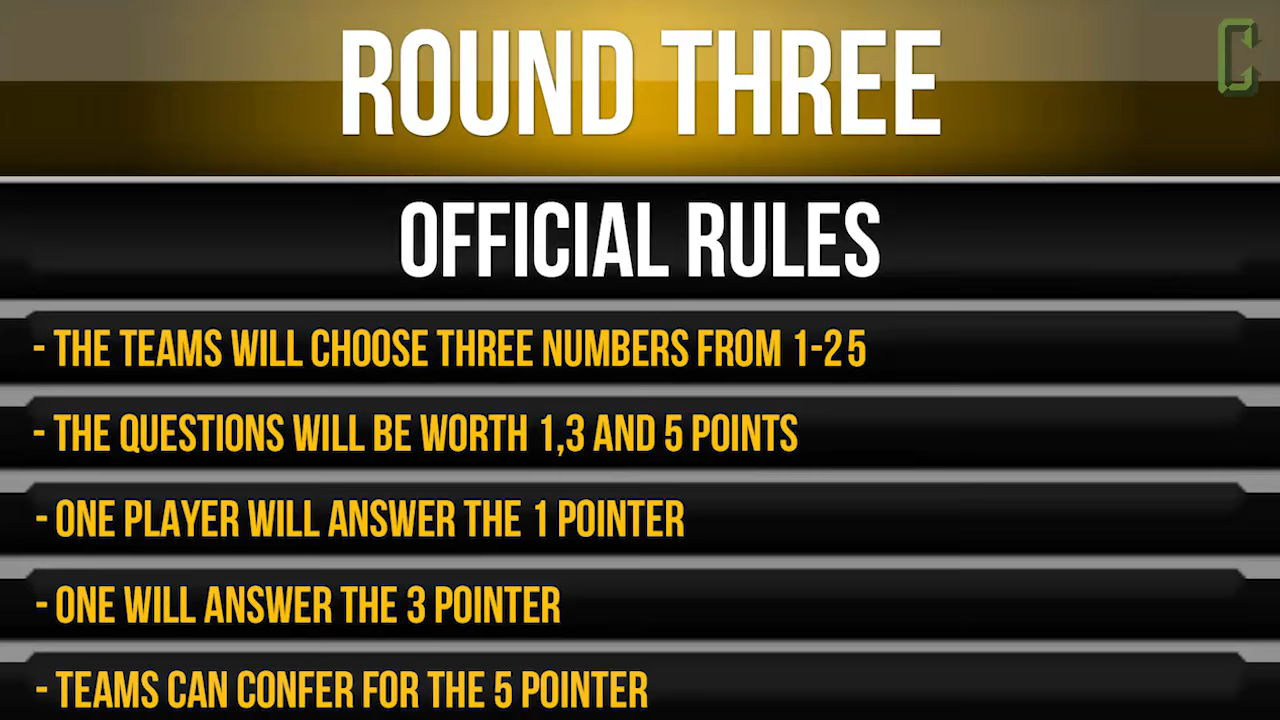 ROUND THREE
OFFICIAL RULES
- THE TEAMS WILL CHOOSE THREE NUMBERS FROM 1-25
- THE QUESTIONS WILL BE WORTH 1,3 AND 5 POINTS
- ONE PLAYER WILL ANSWER THE 1 POINTER
- ONE WILL ANSWER THE 3 POINTER
- TEAMS CAN CONFER FOR THE 5 POINTER